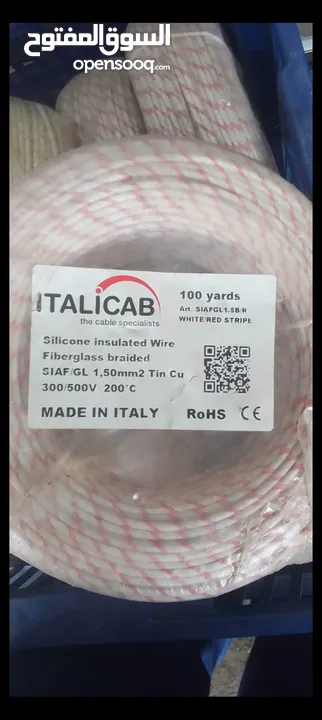 السوق المفتوح
opensooq.com
ITALICAB
the cable specialists
100 yards
Art. SIAFGL1.5B/R
WHITE/RED STRIPE
Silicone insulated Wire
Fiberglass braided
SIAF/GL 1,50mm2 Tin Cu
300/500V 200°C
MADE IN ITALY
RoHS CE